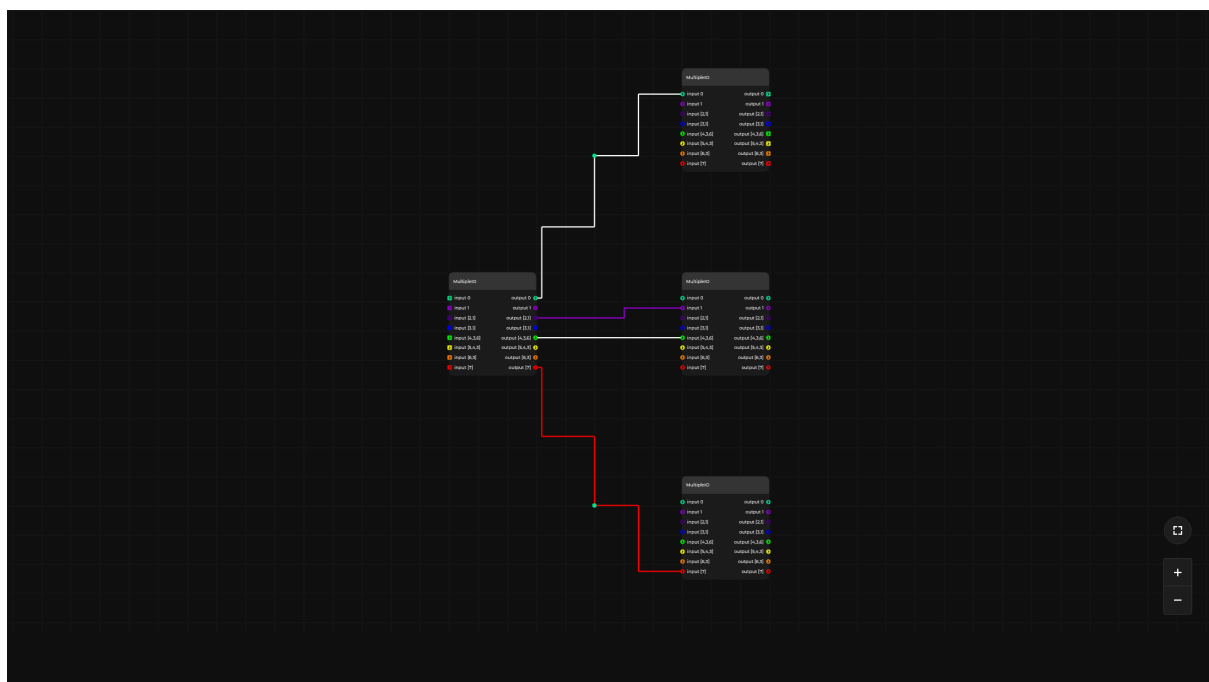 MultipleIO
input 0 output 0
input 1 output 1
input [2,1] output [2,1]
input [3,1] output [3,1]
input [4,3,6] output [4,3,6]
input [5,4,3] output [5,4,3]
input [6,3] output [6,3]
input [7] output [7]
MultipleIO
input 0 output 0
input 1 output 1
input [2,1] output [2,1]
input [3,1] output [3,1]
input [4,3,6] output [4,3,6]
input [5,4,3] output [5,4,3]
input [6,3] output [6,3]
input [7] output [7]
MultipleIO
input 0 output 0
input 1 output 1
input [2,1] output [2,1]
input [3,1] output [3,1]
input [4,3,6] output [4,3,6]
input [5,4,3] output [5,4,3]
input [6,3] output [6,3]
input [7] output [7]
MultipleIO
input 0 output 0
input 1 output 1
input [2,1] output [2,1]
input [3,1] output [3,1]
input [4,3,6] output [4,3,6]
input [5,4,3] output [5,4,3]
input [6,3] output [6,3]
input [7] output [7]
+
−